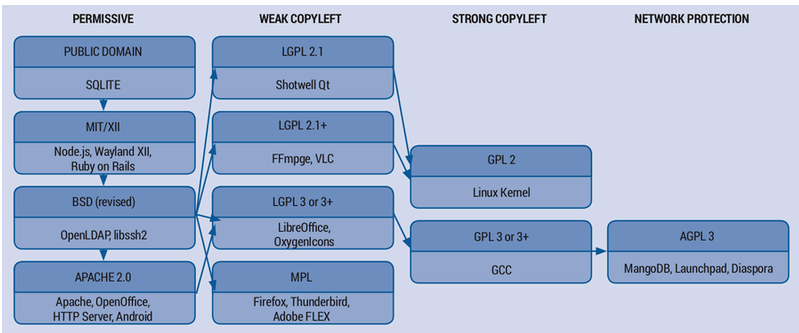 PERMISSIVE
WEAK COPYLEFT
STRONG COPYLEFT
NETWORK PROTECTION
PUBLIC DOMAIN
SQLITE
MIT/XII
Node.js, Wayland XII,
Ruby on Rails
BSD (revised)
OpenLDAP, libssh2
APACHE 2.0
Apache, OpenOffice,
HTTP Server, Android
LGPL 2.1
Shotwell Qt
LGPL 2.1+
FFmpge, VLC
LGPL 3 or 3+
LibreOffice,
OxygenIcons
MPL
Firefox, Thunderbird,
Adobe FLEX
GPL 2
Linux Kernel
GPL 3 or 3+
GCC
AGPL 3
MangoDB, Launchpad, Diaspora